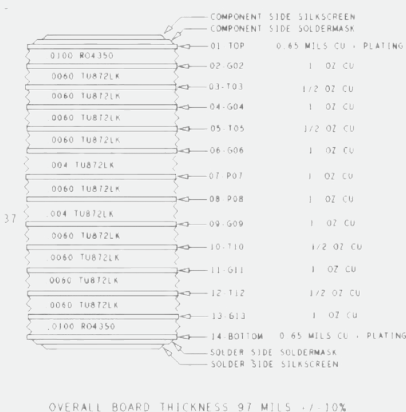 COMPONENT SIDE SILKSCREEN
COMPONENT SIDE SOLDERMASK
01-TOP 0.65 MILS CU + PLATING
.0100 RO4350
02-G02 1 OZ CU
.0060 TU872LK
03-T03 1/2 OZ CU
.0060 TU872LK
04-G04 1 OZ CU
.0060 TU872LK
05-T05 1/2 OZ CU
.0060 TU872LK
06-G06 1 OZ CU
.004 TU872LK
07-P07 1 OZ CU
.0060 TU872LK
08-P08 1 OZ CU
.004 TU872LK
37
09-G09 1 OZ CU
.0060 TU872LK
10-T10 1/2 OZ CU
.0060 TU872LK
11-G11 1 OZ CU
.0060 TU872LK
12-T12 1/2 OZ CU
.0060 TU872LK
13-G13 1 OZ CU
.0100 RO4350
14-BOTTOM 0.65 MILS CU + PLATING
SOLDER SIDE SOLDERMASK
SOLDER SIDE SILKSCREEN
OVERALL BOARD THICKNESS 97 MILS +/-10%